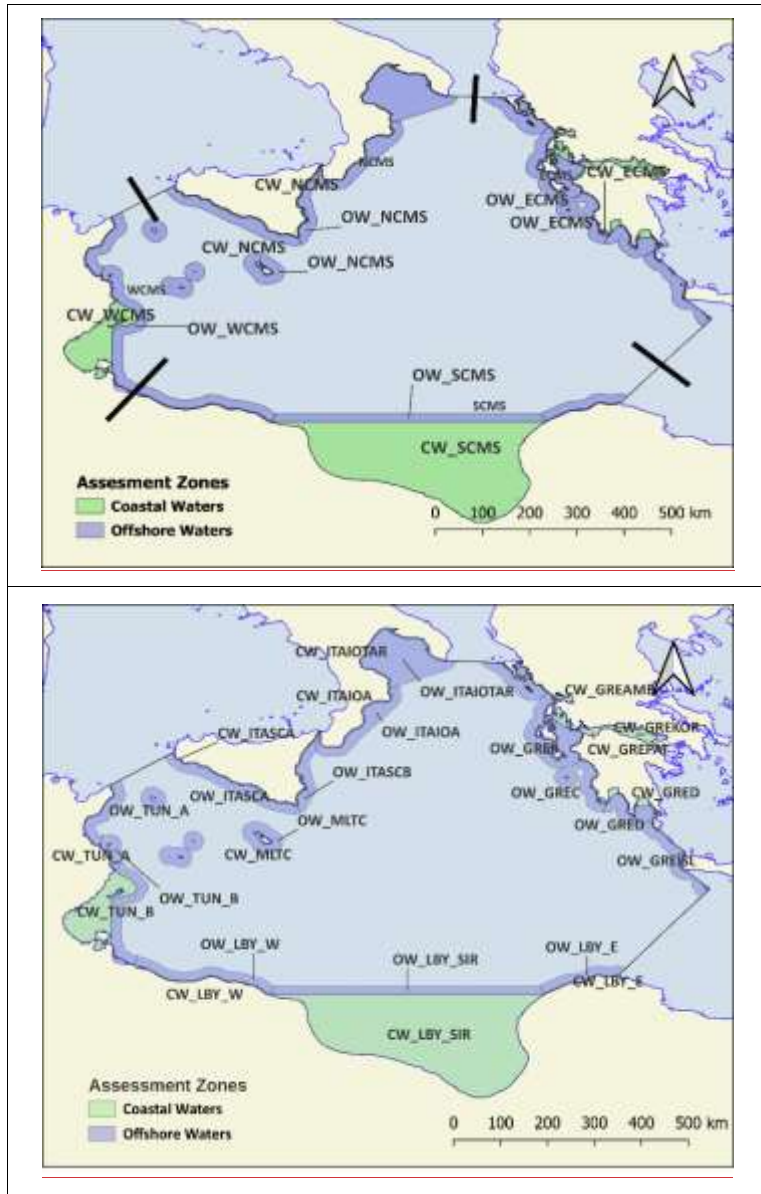 NCMS
CW_NCMS
CW_ECMS
OW_ECMS
OW_NCMS
OW_ECMS
CW_NCMS
OW_NCMS
WCMS
CW_WCMS
OW_WCMS
OW_SCMS
SCMS
CW_SCMS
Assesment Zones
Coastal Waters
Offshore Waters
0 100 200 300 400 500 km
CW_ITAIOTAR
OW_ITAIOTAR
CW_GREAMB
CW_ITAIOA
OW_ITAIOA
CW_GREKOR
CW_ITASCA
CW_GREPAT
OW_ITASCB
OW_ITASCA
OW_GREC
CW_GRED
OW_TUN_A
OW_MLTC
OW_GRED
CW_TUN_A
CW_MLTC
OW_TUN_B
CW_TUN_B
OW_LBY_W
OW_LBY_SIR
OW_LBY_E
CW_LBY_W
CW_LBY_E
CW_LBY_SIR
Assessment Zones
Coastal Waters
Offshore Waters
0 100 200 300 400 500 km